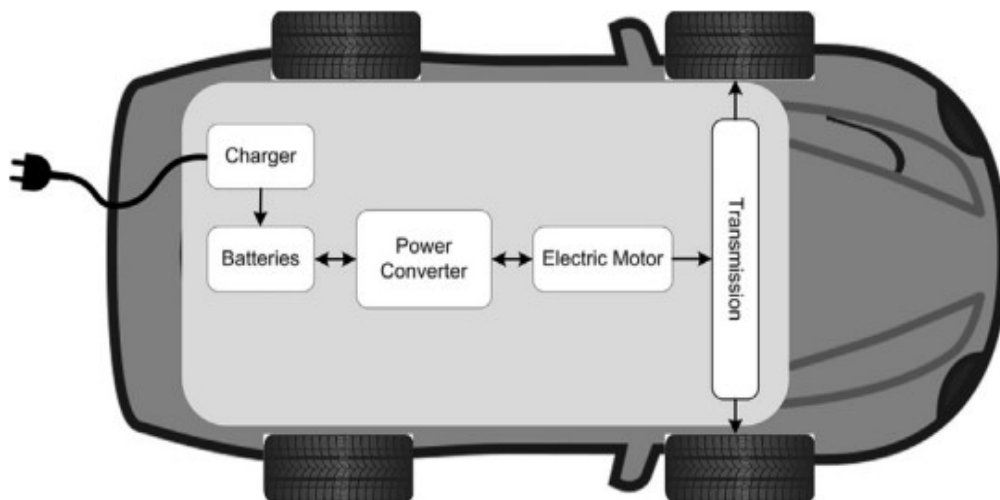 Charger
Batteries
Power
Converter
Electric Motor
Transmission